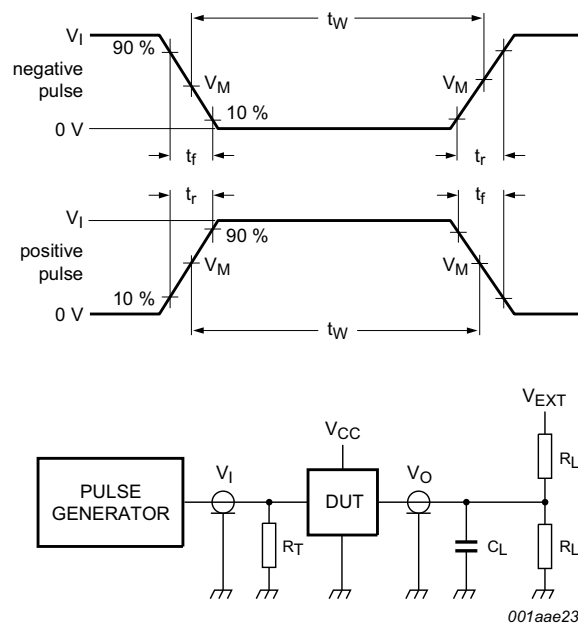 V_I
t_W
90 %
negative pulse
V_M
V_M
10 %
0 V
t_f
t_r
V_I
t_r
t_f
90 %
positive pulse
V_M
V_M
10 %
0 V
t_W
V_EXT
V_CC
R_L
V_I
V_O
PULSE GENERATOR
DUT
R_T
C_L
R_L
001aae23